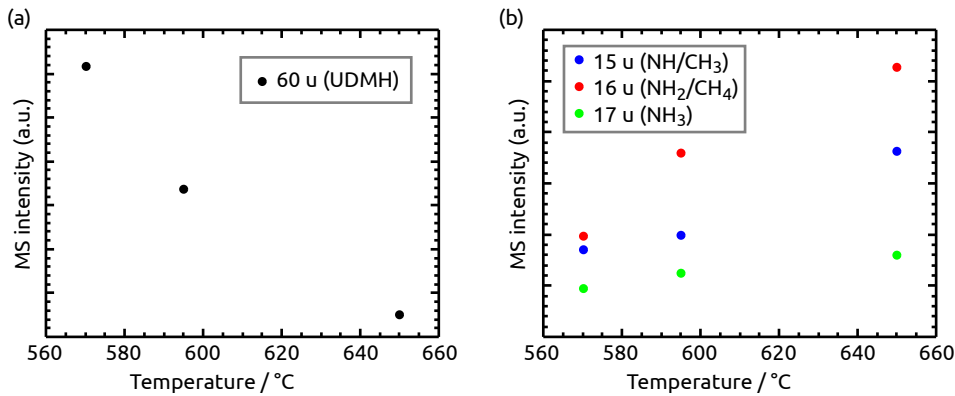 (a)
MS intensity (a.u.)
60 u (UDMH)
560 580 600 620 640 660
Temperature / °C
(b)
MS intensity (a.u.)
15 u (NH/CH₃)
16 u (NH₂/CH₄)
17 u (NH₃)
560 580 600 620 640 660
Temperature / °C